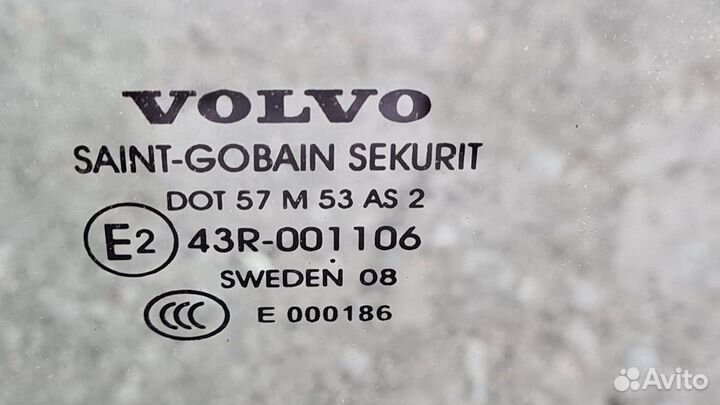 VOLVO
SAINT-GOBAIN SEKURIT
DOT 57 M 53 AS 2
E2 43R-001106
SWEDEN 08
CCC E 000186
Avito